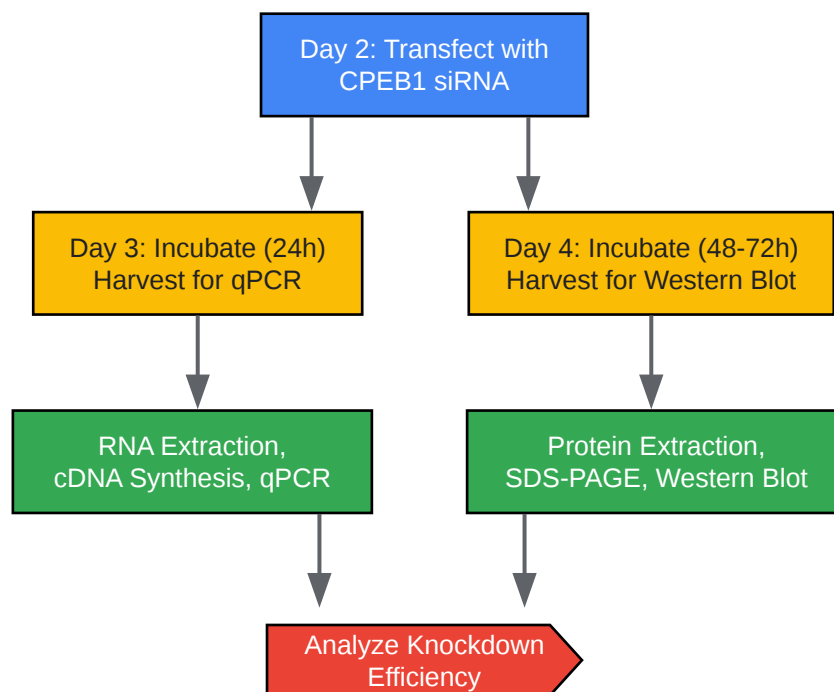 Day 2: Transfect with
CPEB1 siRNA
Day 3: Incubate (24h)
Harvest for qPCR
Day 4: Incubate (48-72h)
Harvest for Western Blot
RNA Extraction,
cDNA Synthesis, qPCR
Protein Extraction,
SDS-PAGE, Western Blot
Analyze Knockdown
Efficiency